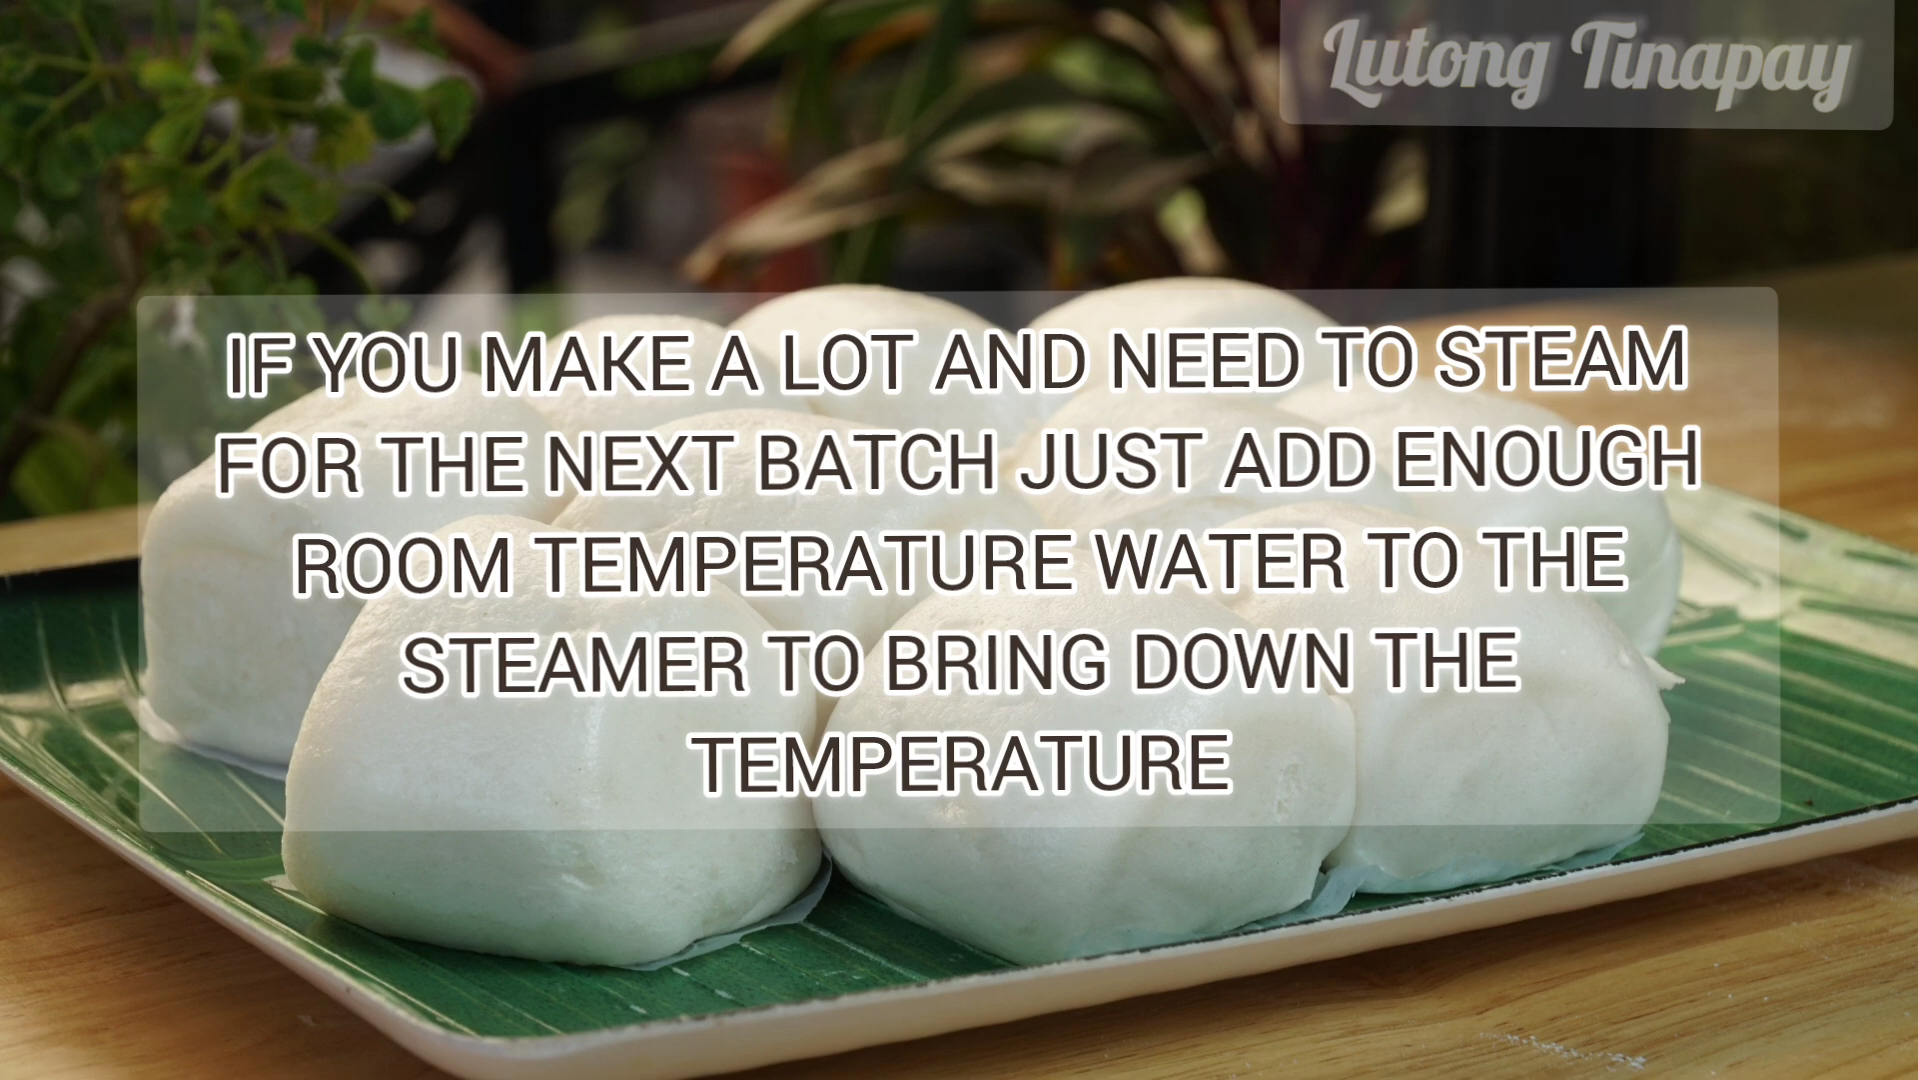 Lutong Tinapay
IF YOU MAKE A LOT AND NEED TO STEAM
FOR THE NEXT BATCH JUST ADD ENOUGH
ROOM TEMPERATURE WATER TO THE
STEAMER TO BRING DOWN THE
TEMPERATURE